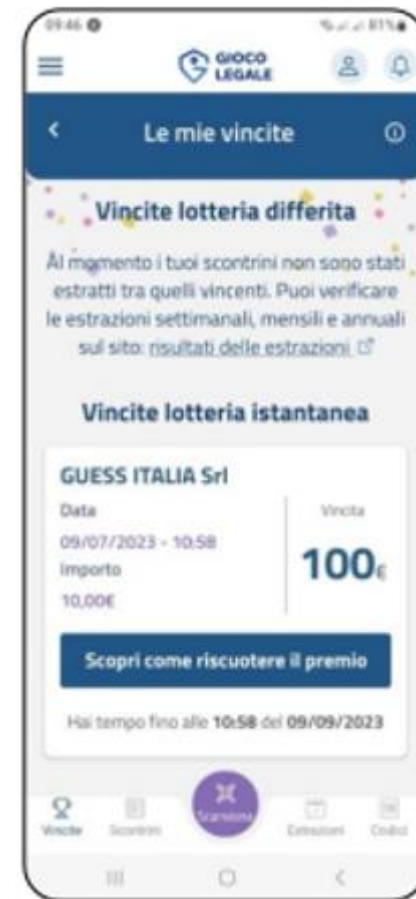 09:46
81%
GIOCO
LEGALE
Le mie vincite
Vincite lotteria differita
Al momento i tuoi scontrini non sono stati
estratti tra quelli vincenti. Puoi verificare
le estrazioni settimanali, mensili e annuali
sul sito: risultati delle estrazioni
Vincite lotteria istantanea
GUESS ITALIA Srl
Data
Vincita
09/07/2023 - 10:58
100€
Importo
10,00€
Scopri come riscuotere il premio
Hai tempo fino alle 10:58 del 09/09/2023
Vincite
Scontrini
Scansiona
Estrazioni
Codici